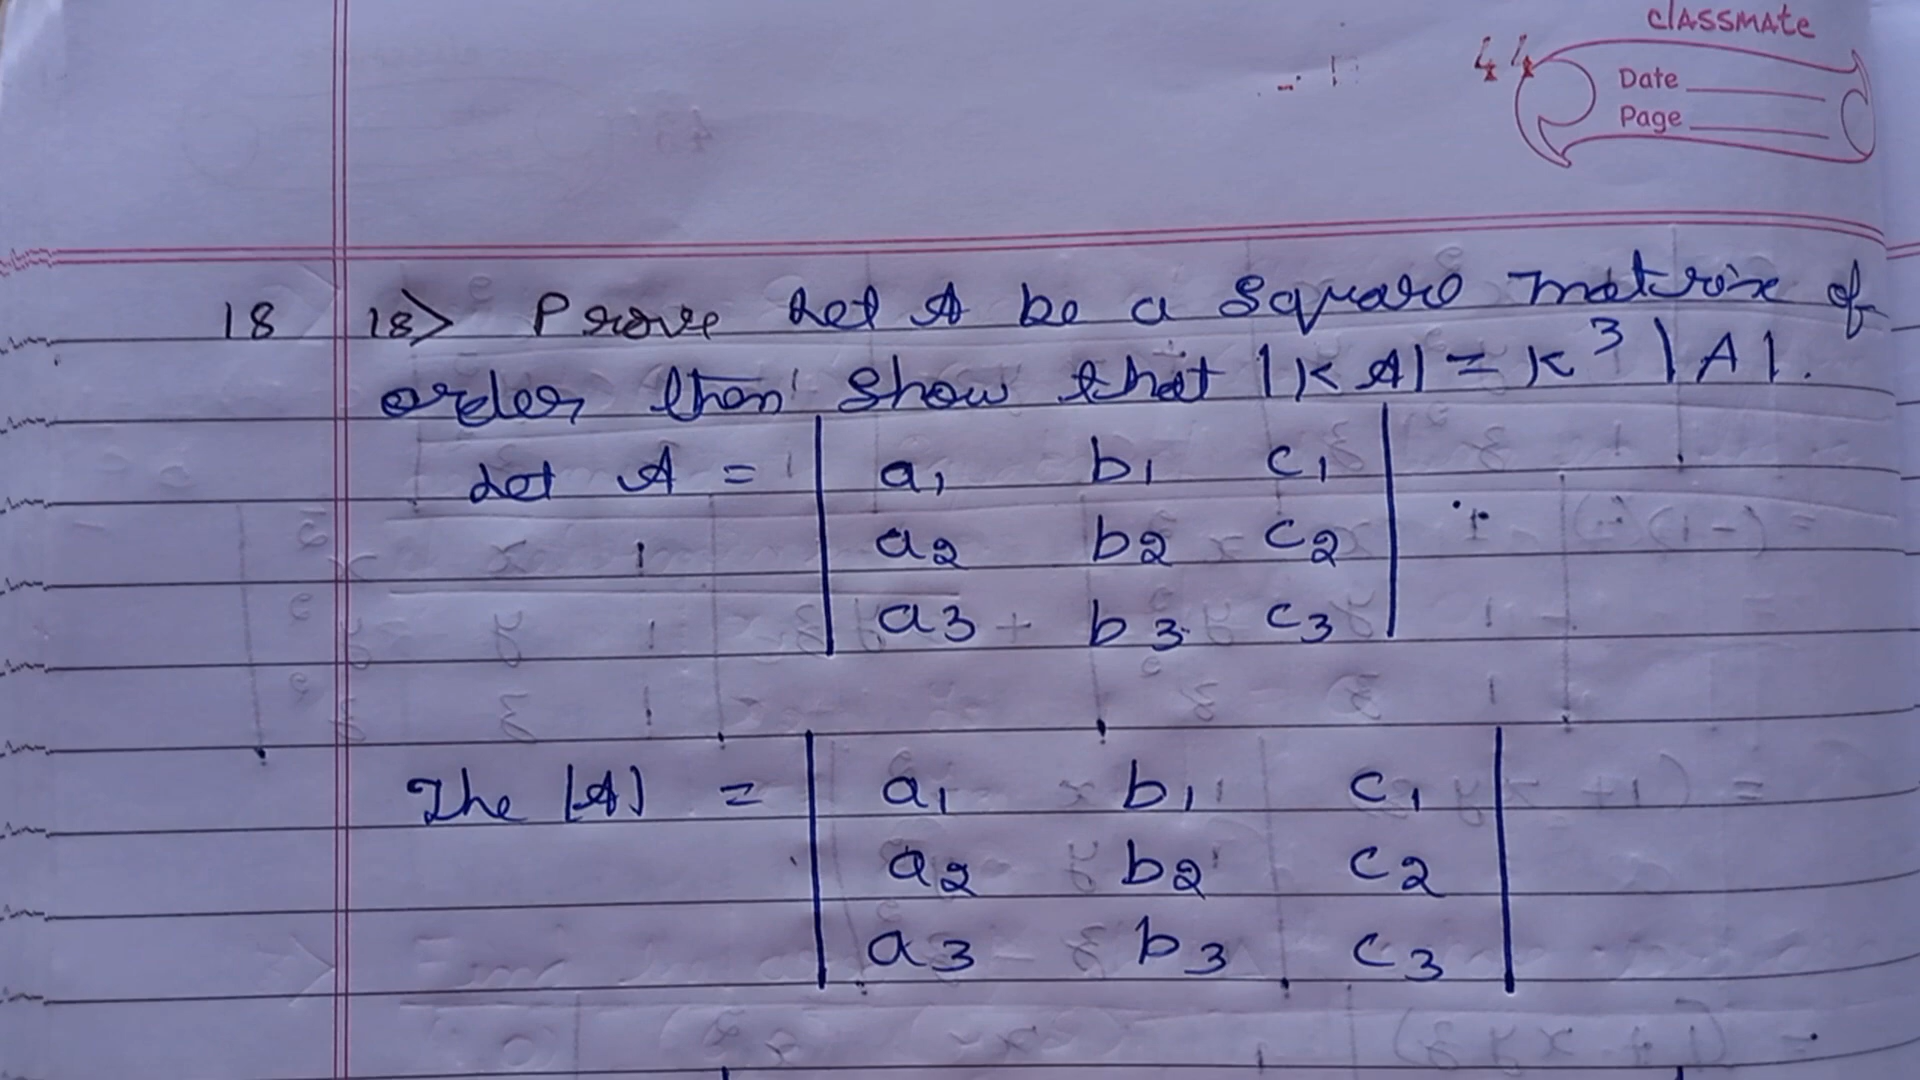 classmate
44
Date
Page
18 18> Prove Let A be a square matrix of
order then show that |KA| = K³ |A|.
Let A = | a1 b1 c1 |
a2 b2 c2
a3 b3 c3
The |A| = | a1 b1 c1 |
a2 b2 c2
a3 b3 c3